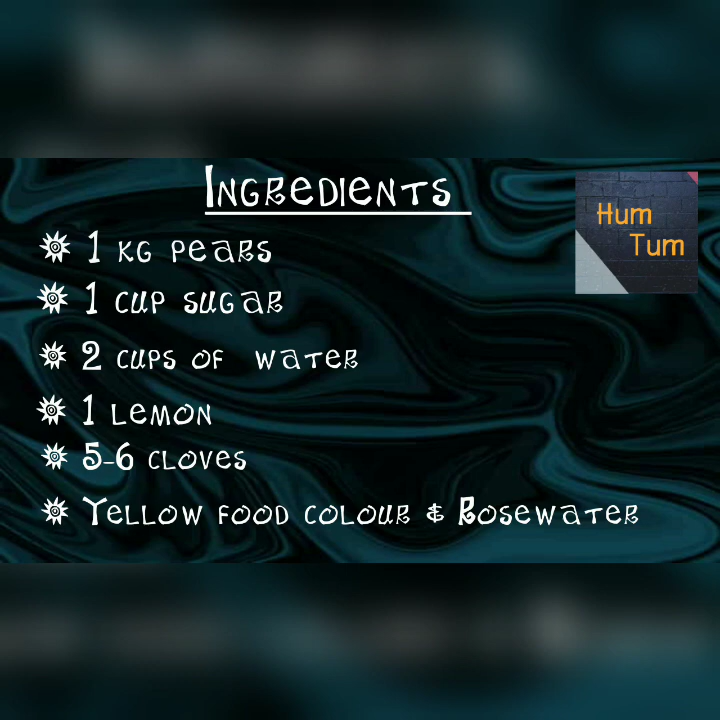 Ingredients
Hum
Tum
1 kg pears
1 cup sugar
2 cups of water
1 Lemon
5-6 cloves
Yellow food colour & Rosewater